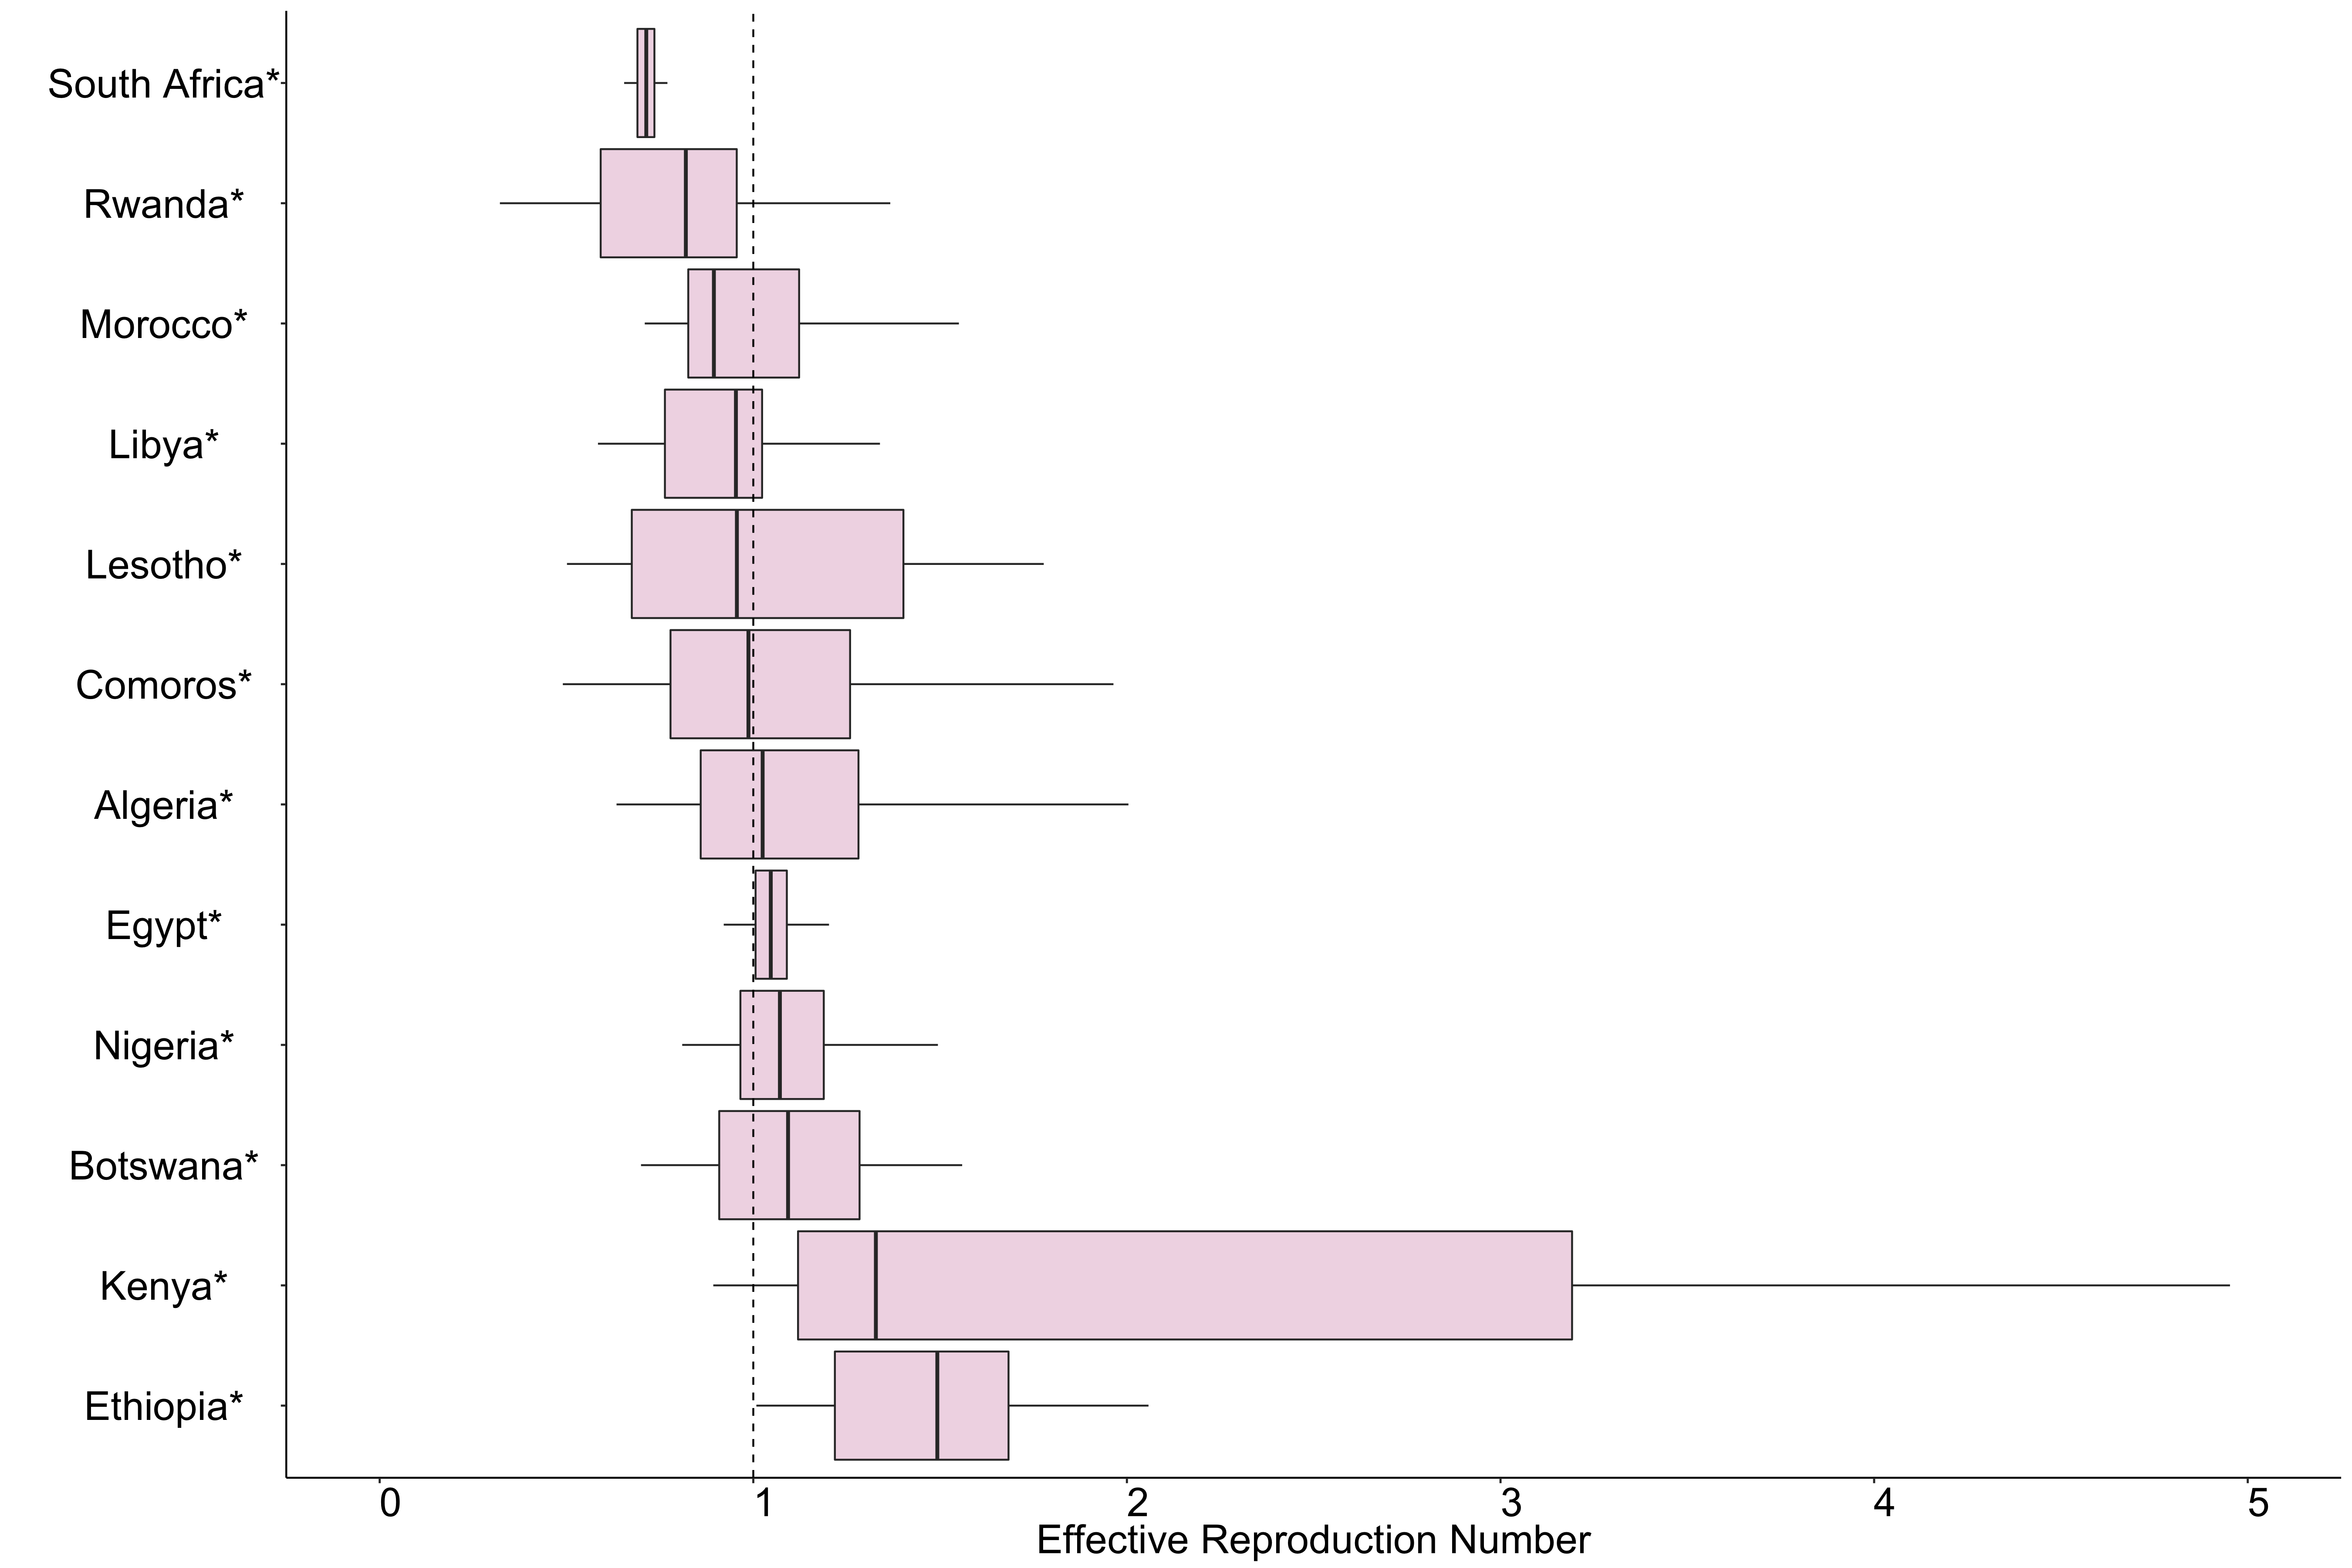 South Africa*
Rwanda*
Morocco*
Libya*
Lesotho*
Comoros*
Algeria*
Egypt*
Nigeria*
Botswana*
Kenya*
Ethiopia*
0 1 2 3 4 5
Effective Reproduction Number